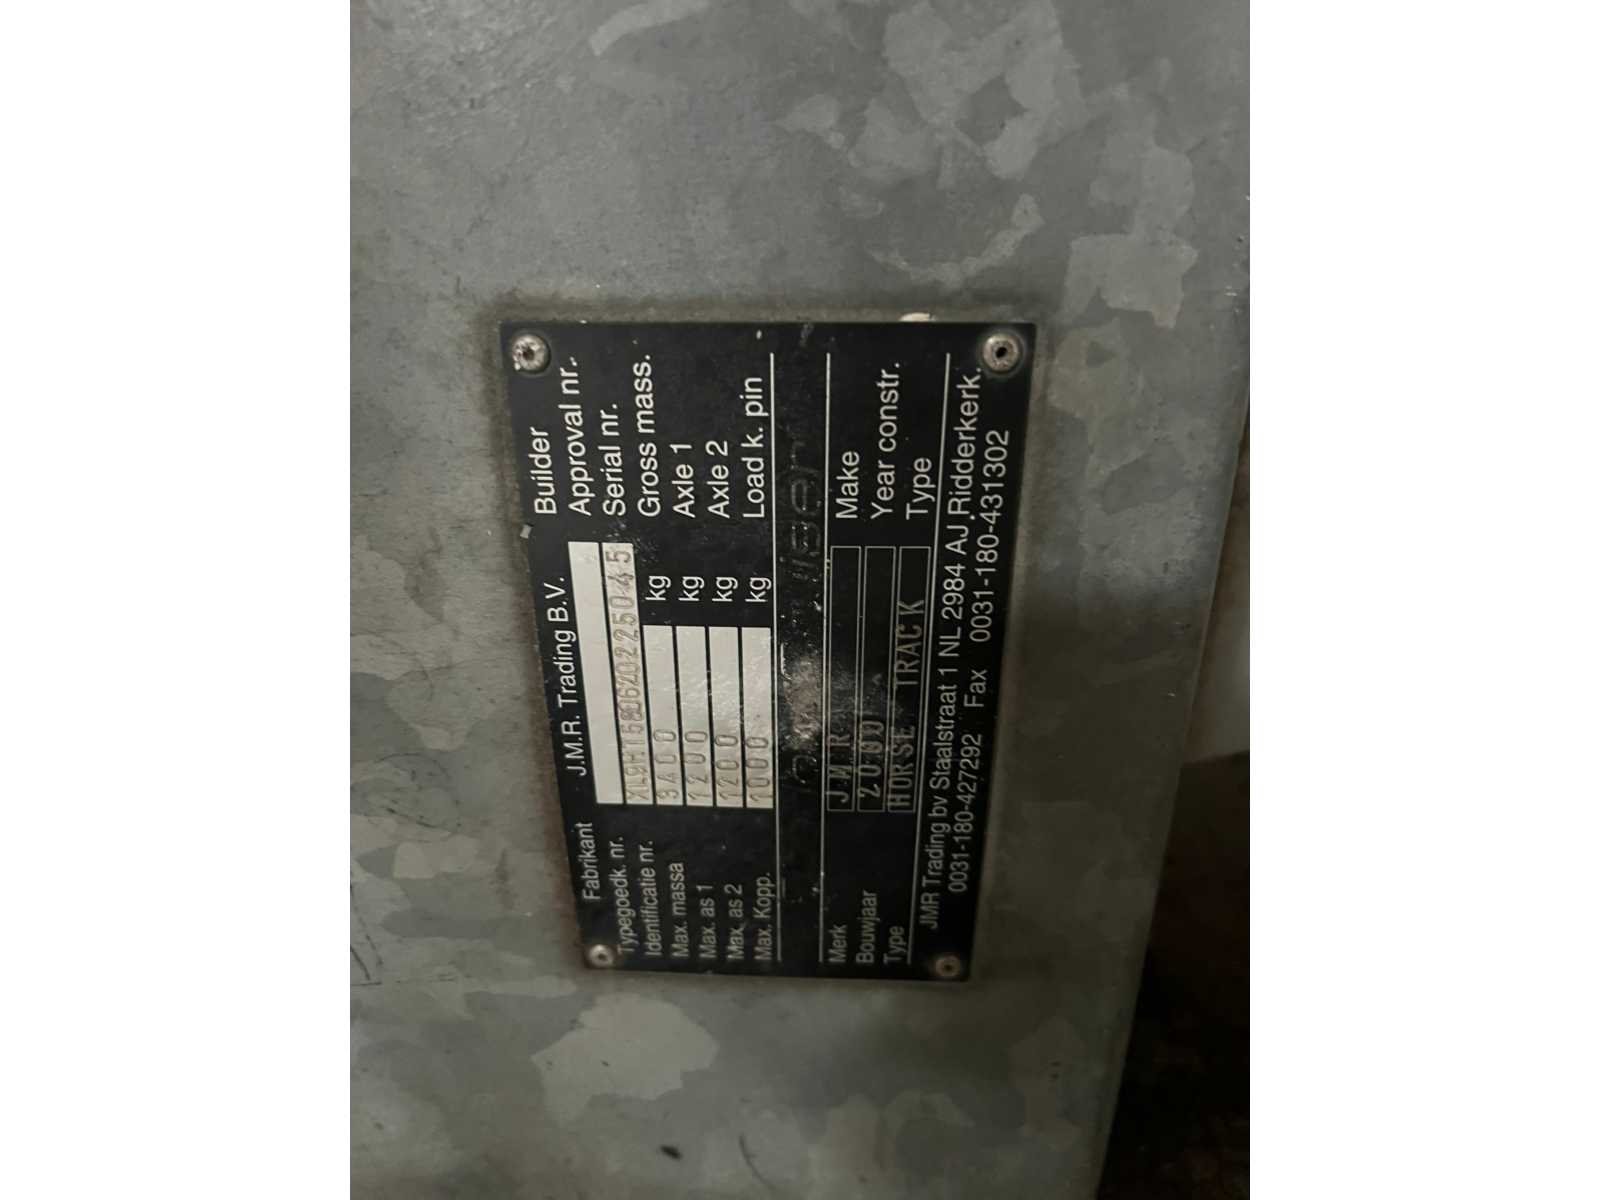 Fabrikant J.M.R. Trading B.V. Builder
Typegoedk. nr. Approval nr.
Identificatie nr. Serial nr.
Max. massa 3400 kg Gross mass.
Max. as 1 1200 kg Axle 1
Max. as 2 1200 kg Axle 2
Max. Kopp. 1000 kg Load k. pin
Merk JMR Make
Bouwjaar 2000 Year constr.
Type HORSE TRACK Type
JMR Trading bv Staalstraat 1 NL 2984 AJ Ridderkerk.
0031-180-427292 Fax 0031-180-431302